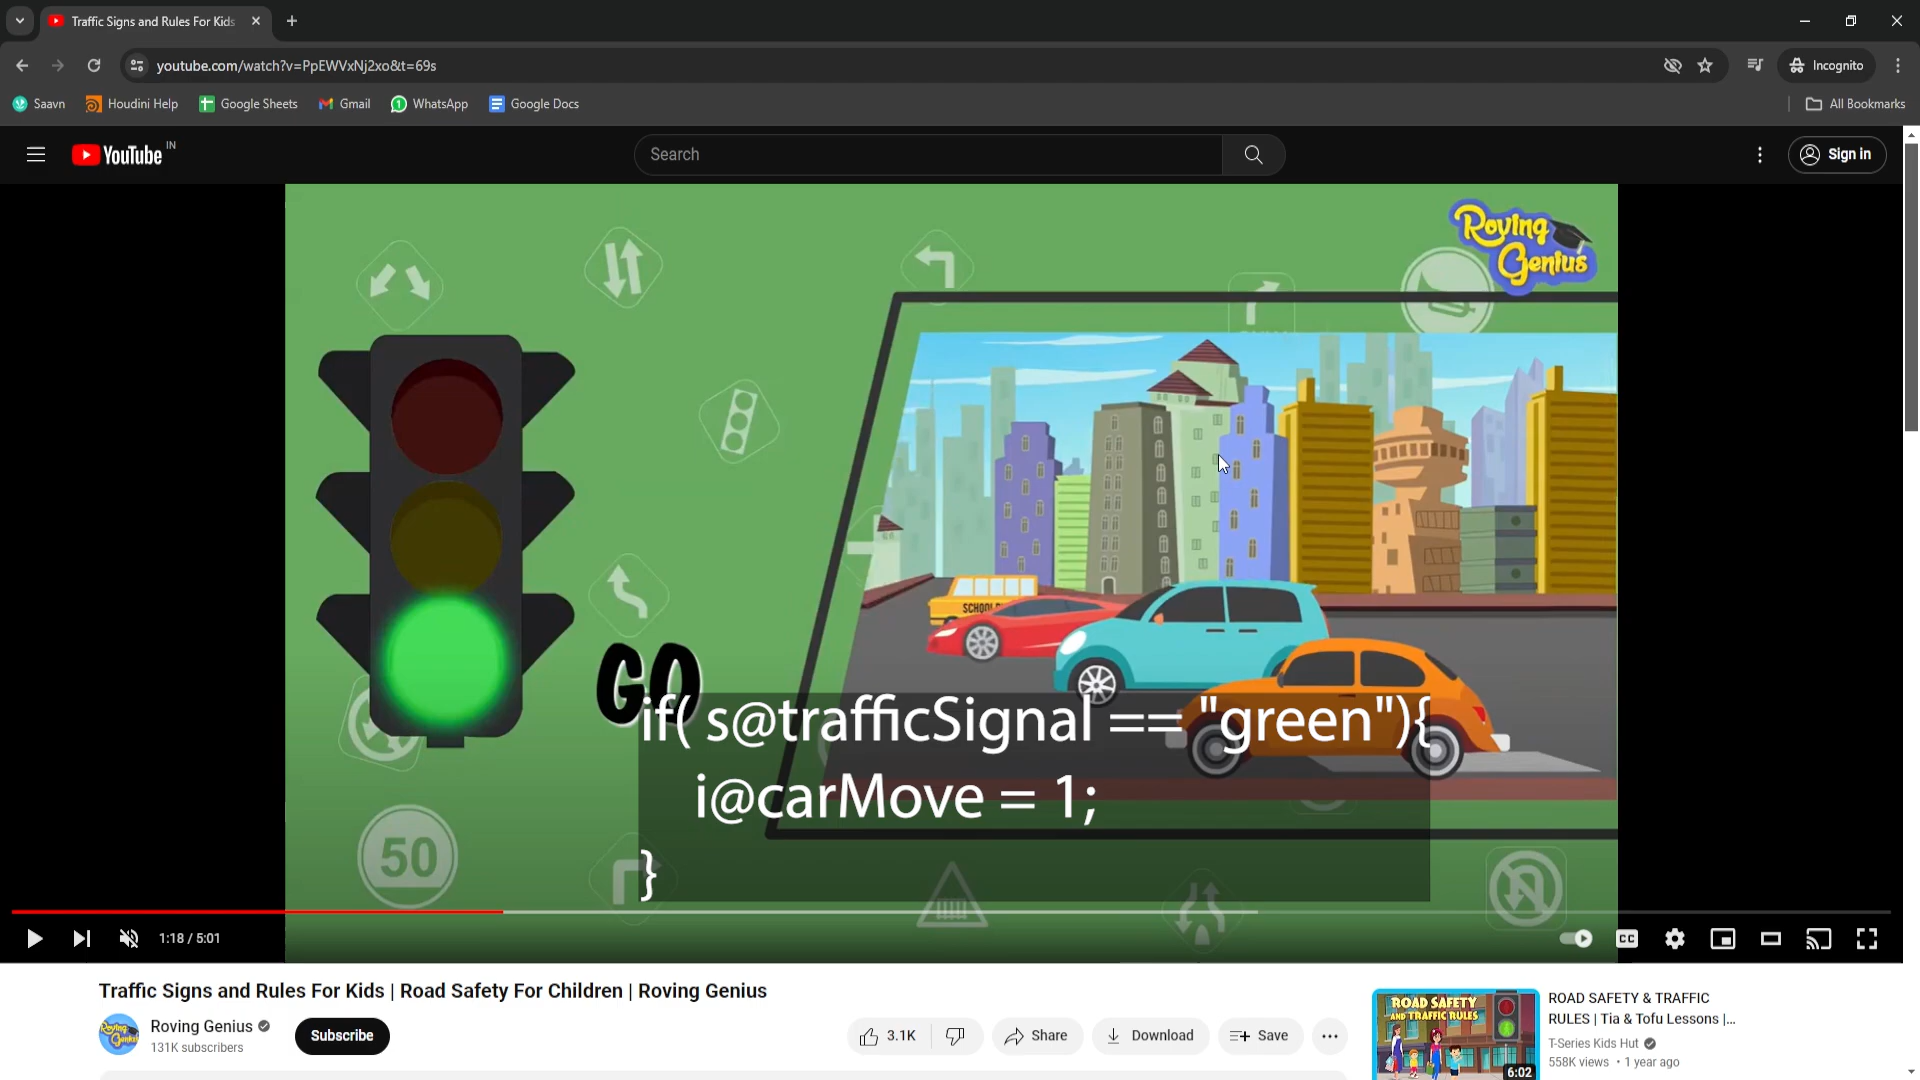 Traffic Signs and Rules For Kids
youtube.com/watch?v=PpEWVxNj2xo&t=69s
Incognito
Saavn
Houdini Help
Google Sheets
Gmail
WhatsApp
Google Docs
All Bookmarks
YouTube IN
Search
Sign in
Roving
Genius
SCHOOL
GO
if( s@trafficSignal == "green"){
i@carMove = 1;
}
50
1:18 / 5:01
CC
Traffic Signs and Rules For Kids | Road Safety For Children | Roving Genius
Roving Genius
131K subscribers
Subscribe
3.1K
Share
Download
Save
ROAD SAFETY
AND TRAFFIC RULES
6:02
ROAD SAFETY & TRAFFIC
RULES | Tia & Tofu Lessons |...
T-Series Kids Hut
558K views • 1 year ago